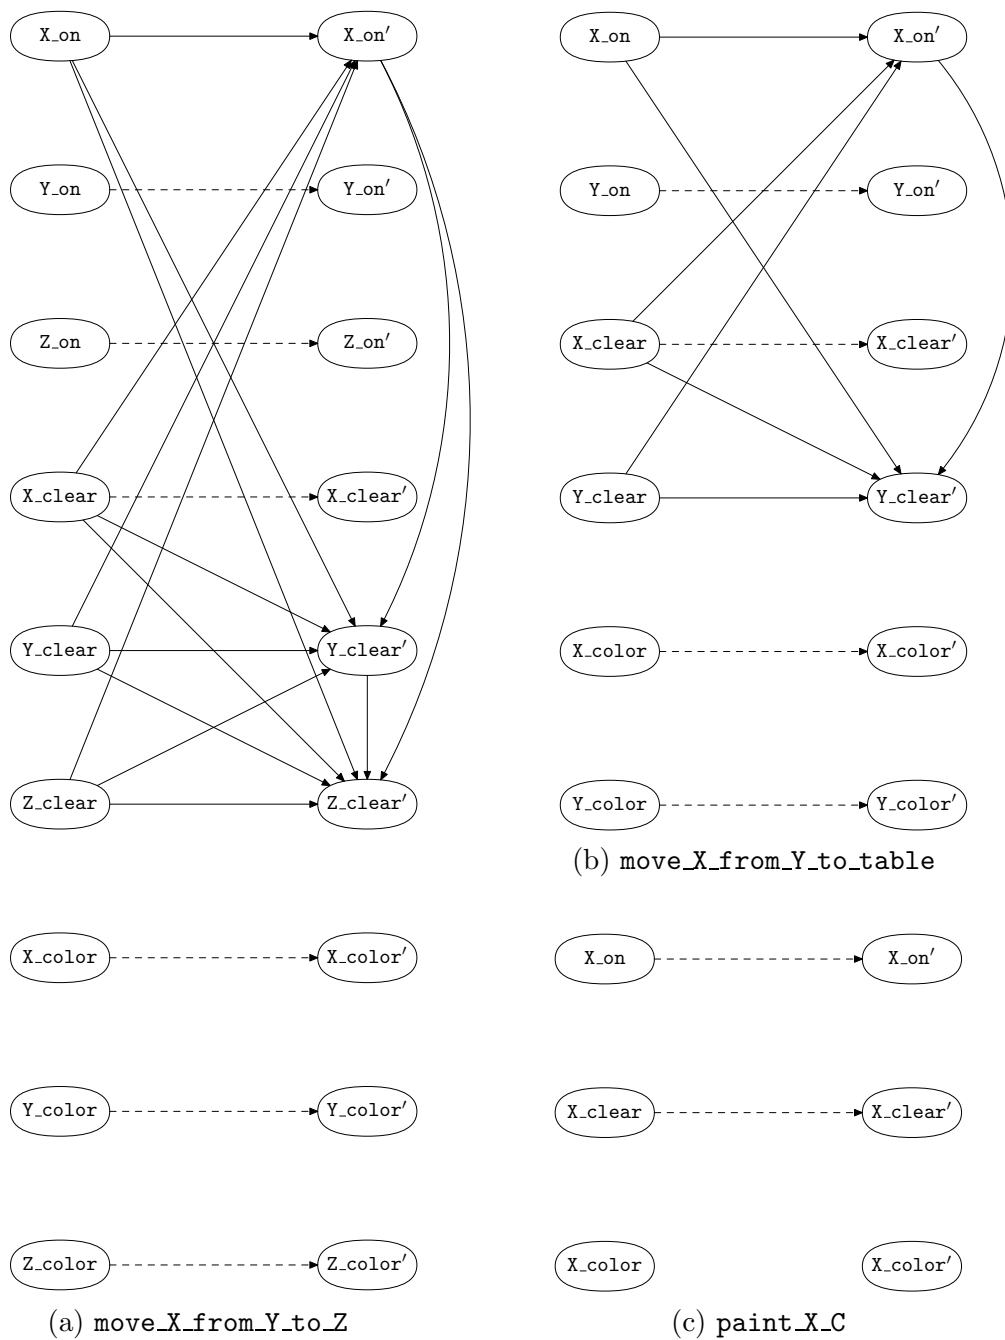 X_on X_on′
Y_on Y_on′
Z_on Z_on′
X_clear X_clear′
Y_clear Y_clear′
Z_clear Z_clear′
X_color X_color′
Y_color Y_color′
Z_color Z_color′
(a) move_X_from_Y_to_Z
X_on X_on′
Y_on Y_on′
X_clear X_clear′
Y_clear Y_clear′
X_color X_color′
Y_color Y_color′
(b) move_X_from_Y_to_table
X_on X_on′
X_clear X_clear′
X_color X_color′
(c) paint_X_C